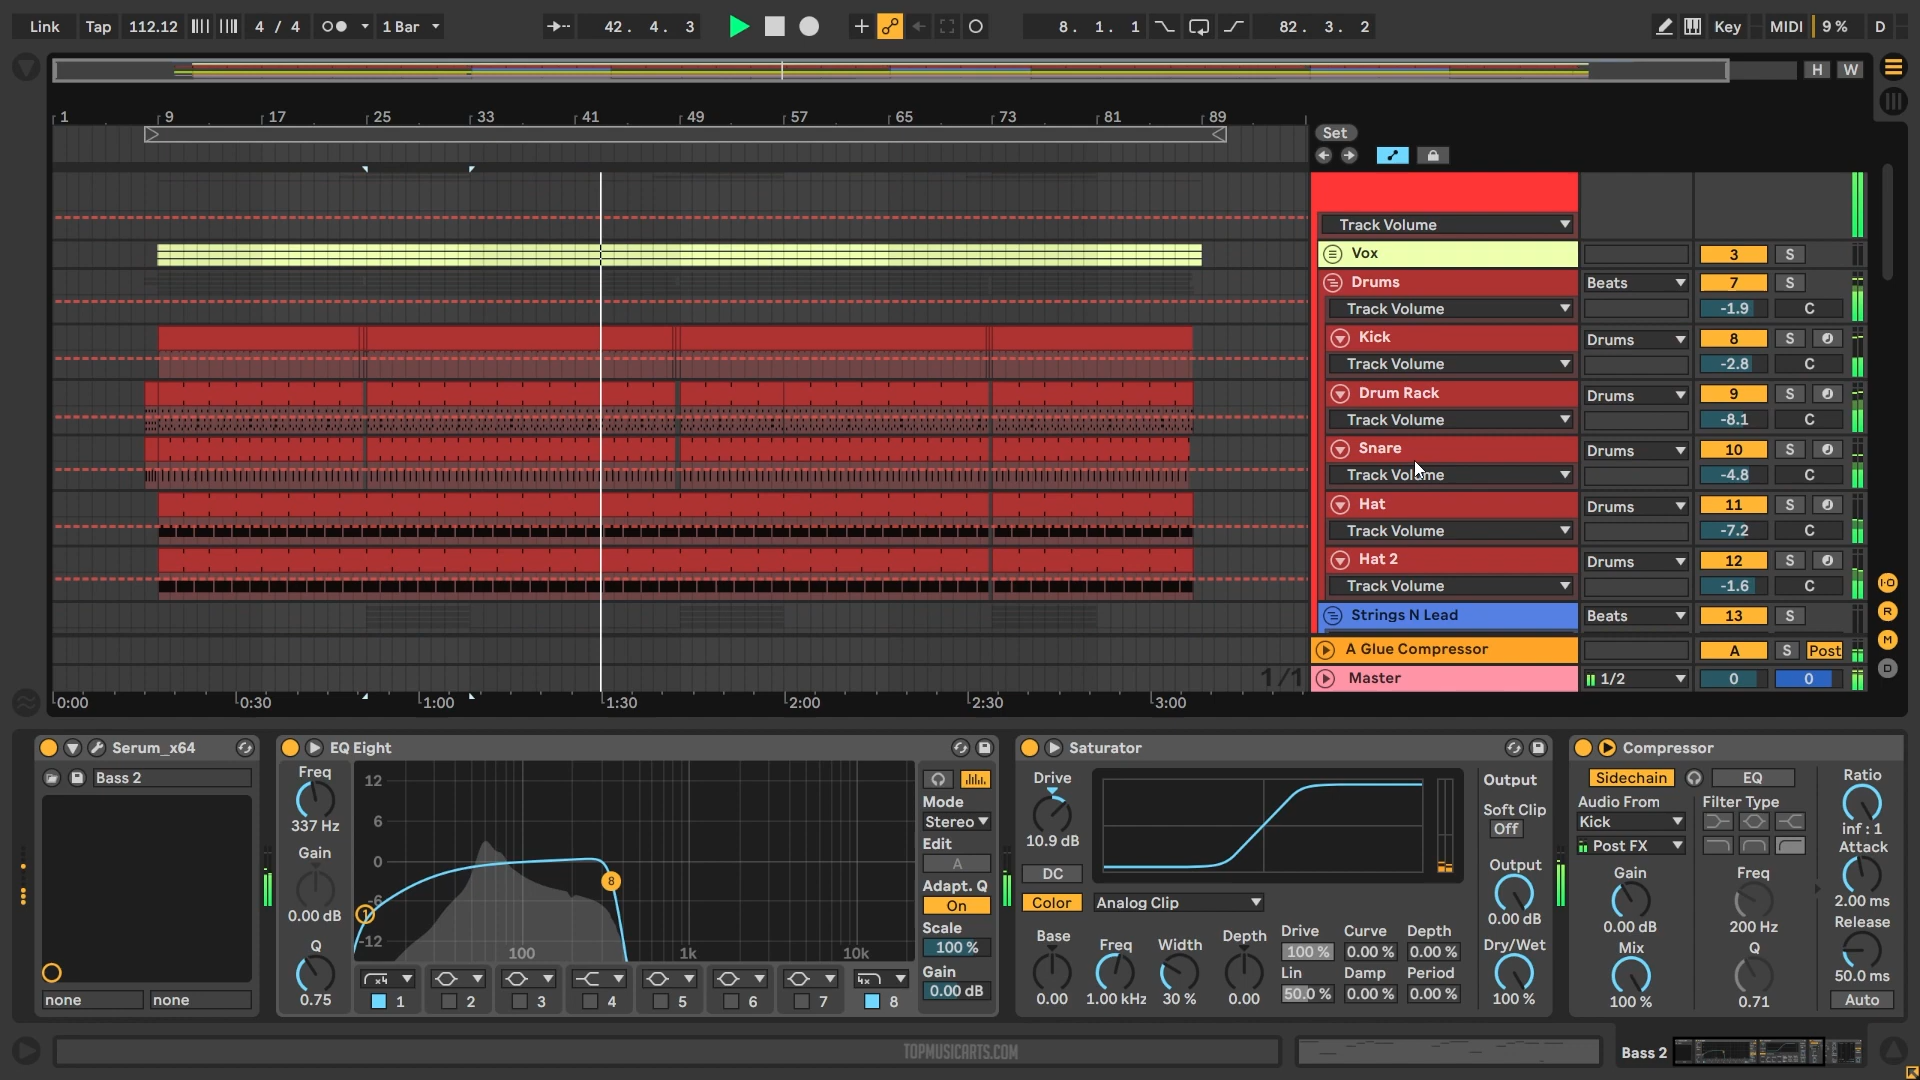 Link Tap 112.12 4 / 4 1 Bar 42. 4. 3 8. 1. 1 82. 3. 2 Key MIDI 9 % D
H W
1 9 17 25 33 41 49 57 65 73 81 89
Set
Track Volume
Vox 3 S
Drums Beats 7 S
Track Volume -1.9 C
Kick Drums 8 S
Track Volume -2.8 C
Drum Rack Drums 9 S
Track Volume -8.1 C
Snare Drums 10 S
Track Volume -4.8 C
Hat Drums 11 S
Track Volume -7.2 C
Hat 2 Drums 12 S
Track Volume -1.6 C
Strings N Lead Beats 13 S
A Glue Compressor A S Post
1/1 Master 1/2 0 0
I·O
R
M
D
0:00 0:30 1:00 1:30 2:00 2:30 3:00
Serum_x64
Bass 2
none none
EQ Eight
Freq
337 Hz
Gain
0.00 dB
Q
0.75
12
6
0
-6
-12
100 1k 10k
1 8
1 2 3 4 5 6 7 8
x4 4x
Mode
Stereo
Edit
A
Adapt. Q
On
Scale
100 %
Gain
0.00 dB
Saturator
Drive
10.9 dB
DC
Color Analog Clip
Base Freq Width Depth
0.00 1.00 kHz 30 % 0.00
Drive Curve Depth
100 % 0.00 % 0.00 %
Lin Damp Period
50.0 % 0.00 % 0.00 %
Output
Soft Clip
Off
Output
0.00 dB
Dry/Wet
100 %
Compressor
Sidechain EQ
Audio From Filter Type
Kick
Post FX
Gain Freq
0.00 dB 200 Hz
Mix Q
100 % 0.71
Ratio
inf : 1
Attack
2.00 ms
Release
50.0 ms
Auto
TOPMUSICARTS.COM
Bass 2